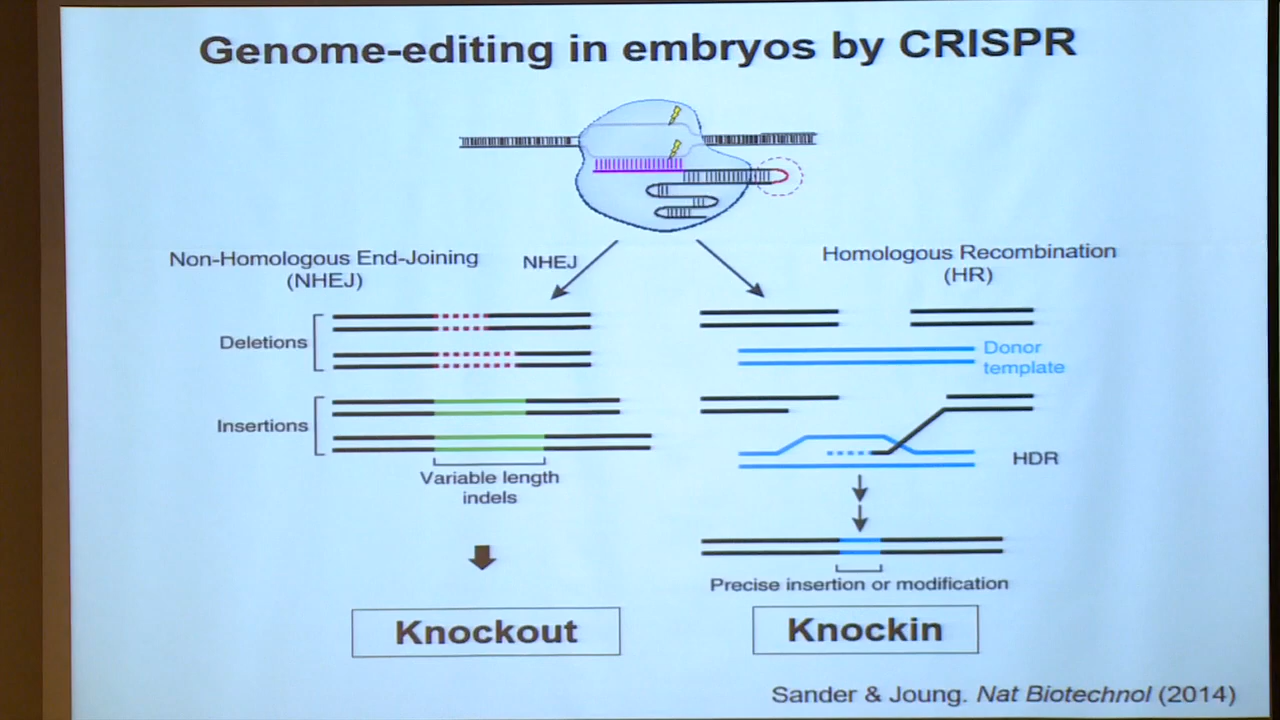 Genome-editing in embryos by CRISPR
Non-Homologous End-Joining
(NHEJ)
NHEJ
Homologous Recombination
(HR)
Deletions
Insertions
Variable length
indels
Knockout
Donor
template
HDR
Precise insertion or modification
Knockin
Sander & Joung. Nat Biotechnol (2014)